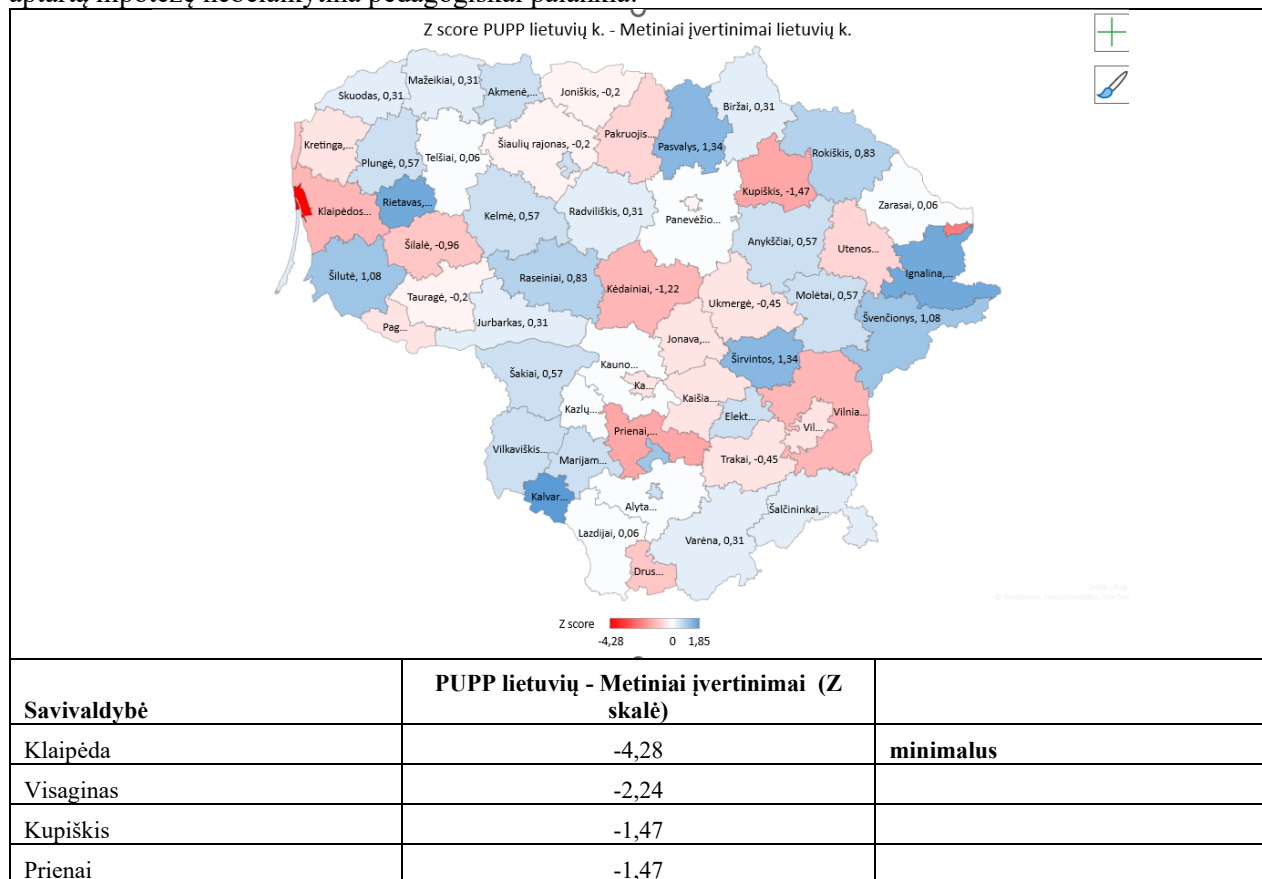 Z score PUPP lietuvių k. - Metiniai įvertinimai lietuvių k.
Mažeikiai, 0,31
Skuodas, 0,31
Akmenė,...
Joniškis, -0,2
Biržai, 0,31
Kretinga,...
Plungė, 0,57
Telšiai, 0,06
Šiaulių rajonas, -0,2
Pakruojis...
Pasvalys, 1,34
Rokiškis, 0,83
Klaipėdos...
Rietavas,...
Kelmė, 0,57
Radviliškis, 0,31
Panevėžio...
Kupiškis, -1,47
Zarasai, 0,06
Šilalė, -0,96
Anykščiai, 0,57
Utenos...
Ignalina,...
Šilutė, 1,08
Tauragė, -0,2
Raseiniai, 0,83
Kėdainiai, -1,22
Ukmergė, -0,45
Molėtai, 0,57
Švenčionys, 1,08
Pag...
Jurbarkas, 0,31
Jonava,...
Širvintos, 1,34
Šakiai, 0,57
Kauno...
Ka...
Kaišia...
Kazlų...
Elekt...
Vilnia...
Vil...
Prienai,...
Vilkaviškis...
Marijam...
Trakai, -0,45
Kalvar...
Alyta...
Šalčininkai,...
Lazdijai, 0,06
Varėna, 0,31
Drus...
Z score
-4,28 0 1,85
Savivaldybė
PUPP lietuvių - Metiniai įvertinimai (Z
skalė)
Klaipėda -4,28 minimalus
Visaginas -2,24
Kupiškis -1,47
Prienai -1,47